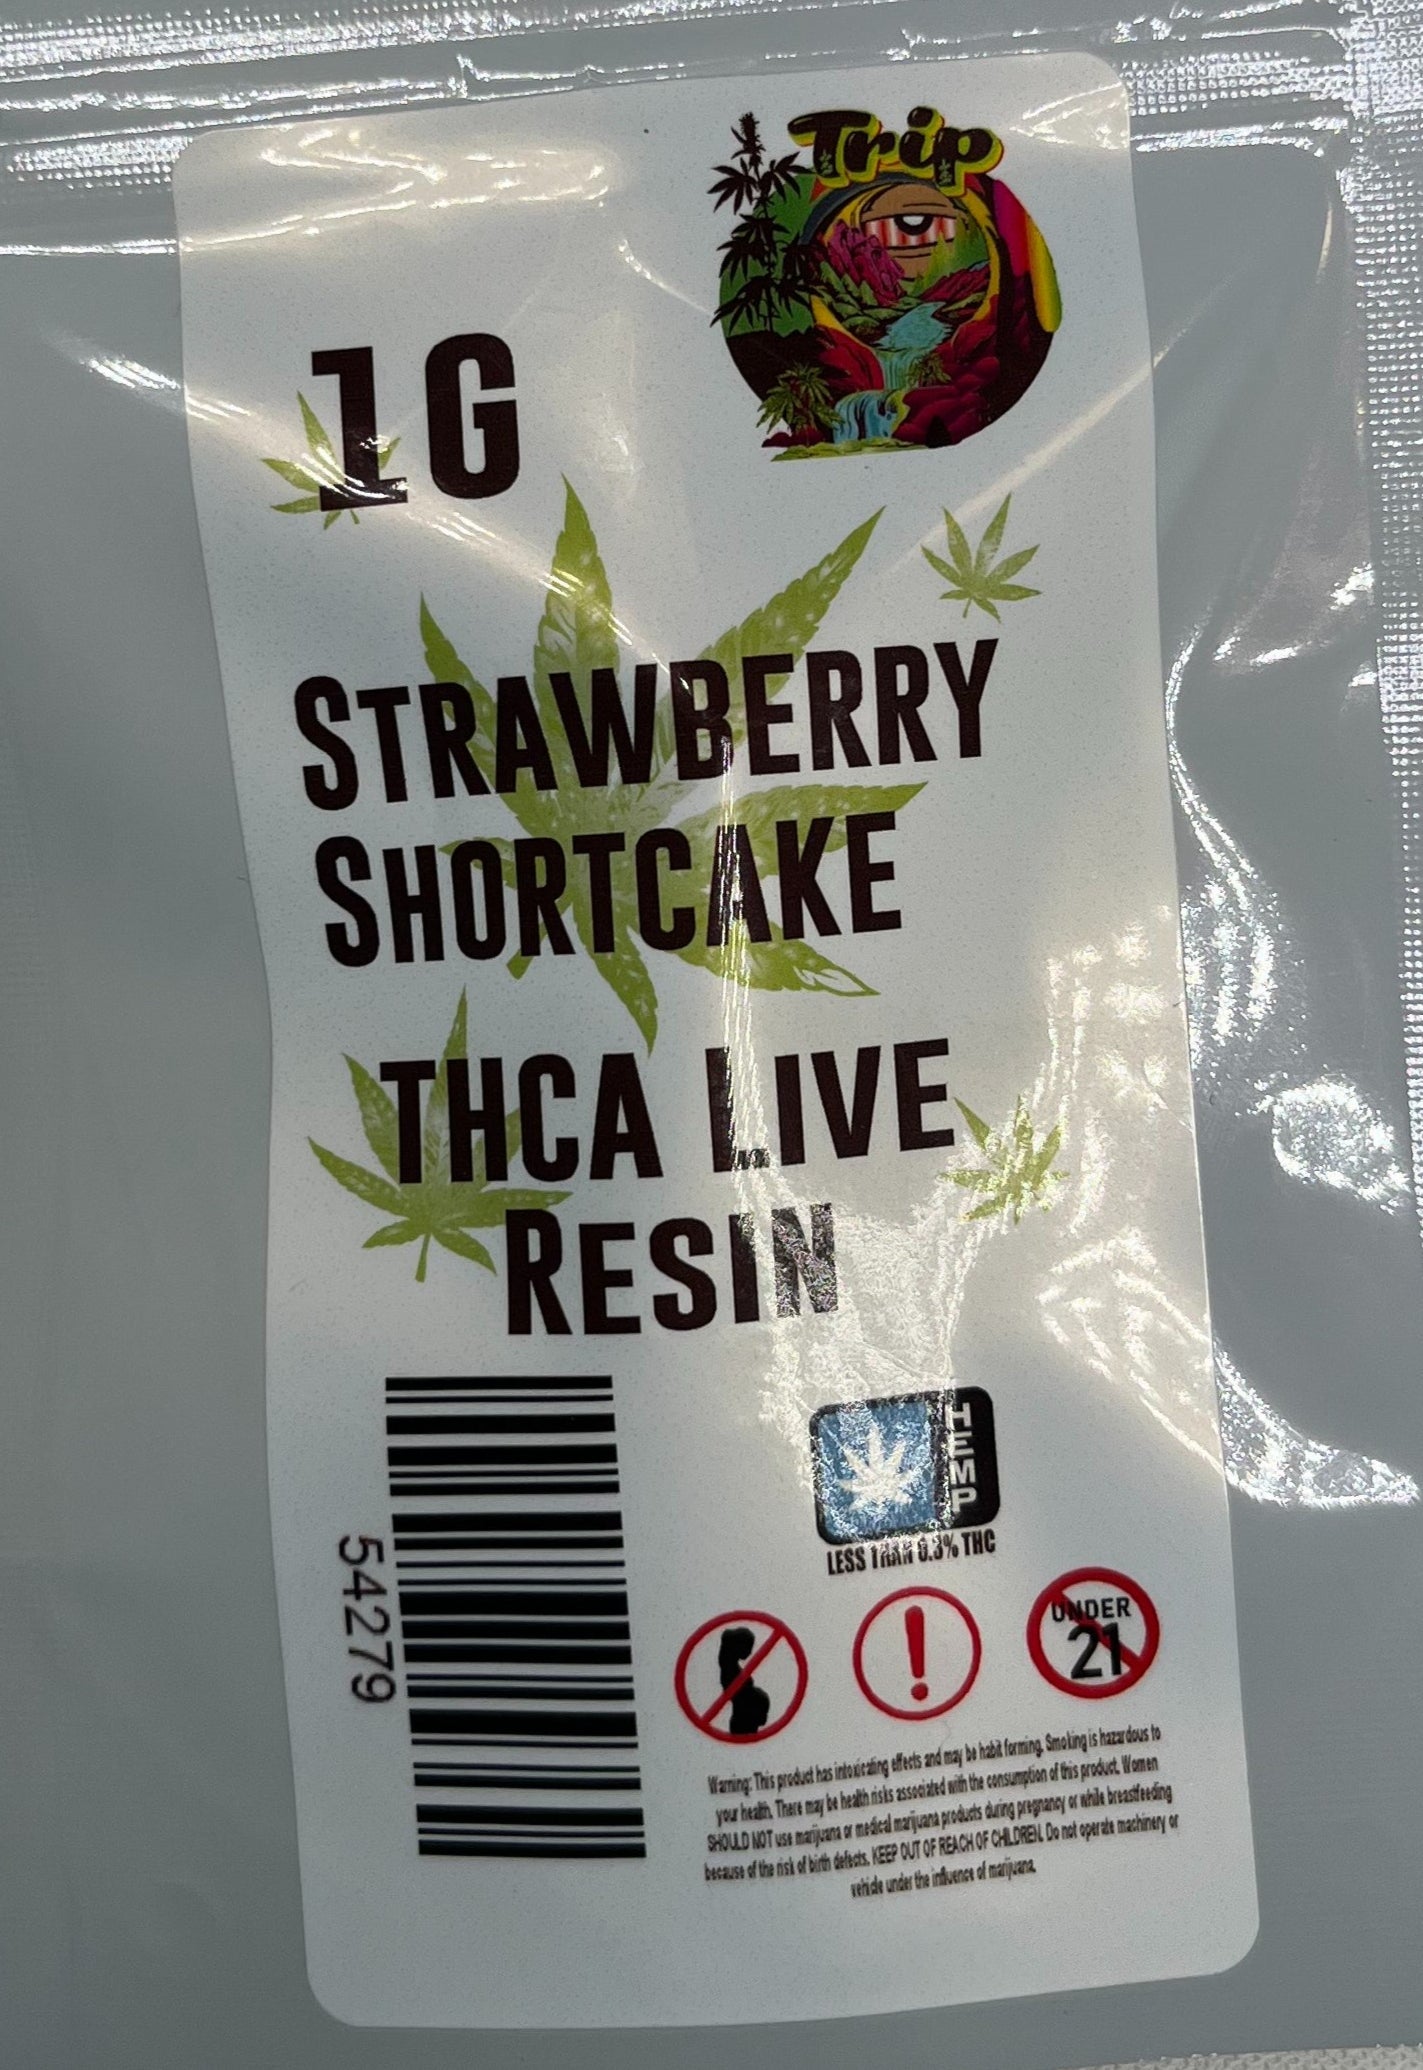 Trip
1G
STRAWBERRY
SHORTCAKE
THCA LIVE
RESIN
54279
HEMP
LESS THAN 0.3% THC
UNDER
21
Warning: This product has intoxicating effects and may be habit forming. Smoking is hazardous to
your health. There may be health risks associated with the consumption of this product. Women
SHOULD NOT use marijuana or medical marijuana products during pregnancy or while breastfeeding
because of the risk of birth defects. KEEP OUT OF REACH OF CHILDREN. Do not operate machinery or
vehicle under the influence of marijuana.